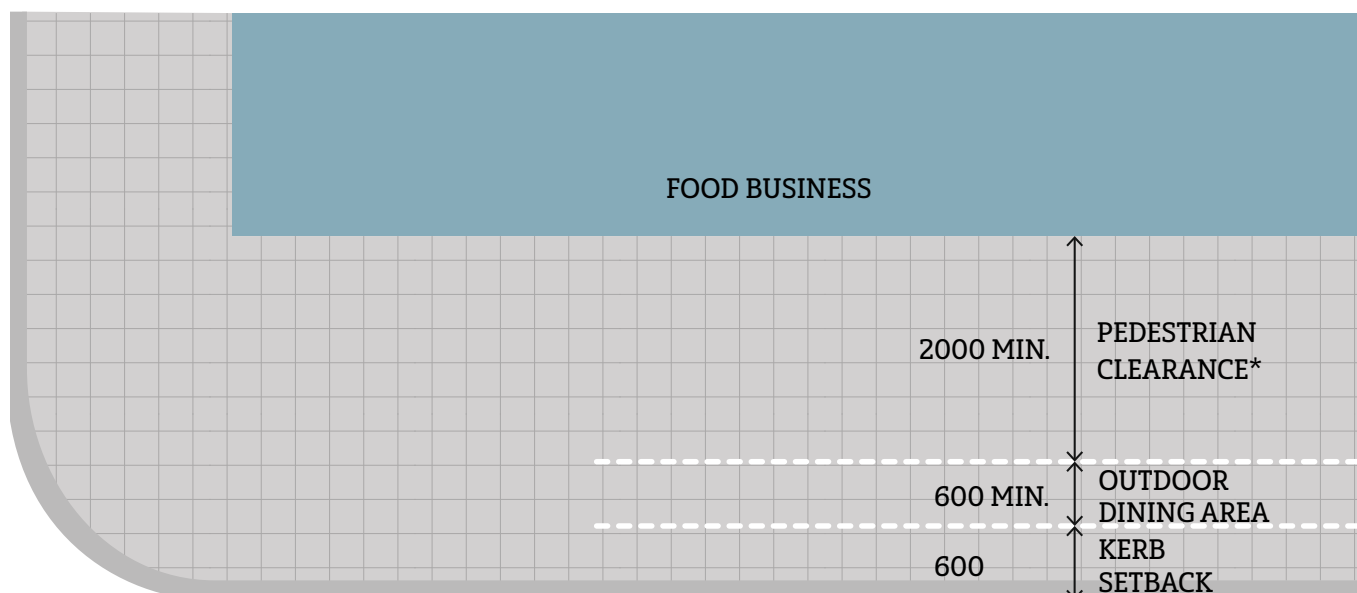 FOOD BUSINESS
2000 MIN.
PEDESTRIAN
CLEARANCE*
600 MIN.
OUTDOOR
DINING AREA
600
KERB
SETBACK